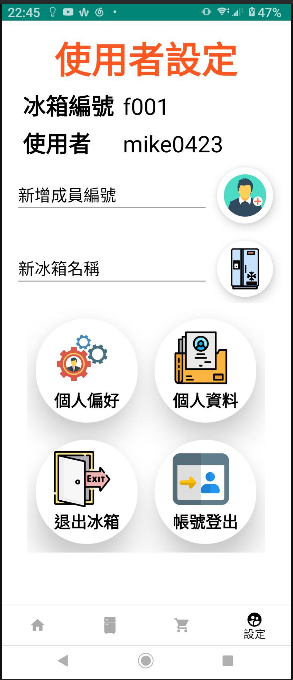 22:45 47%
使用者設定
冰箱編號 f001
使用者 mike0423
新增成員編號
新冰箱名稱
個人偏好 個人資料
EXIT
退出冰箱 帳號登出
設定